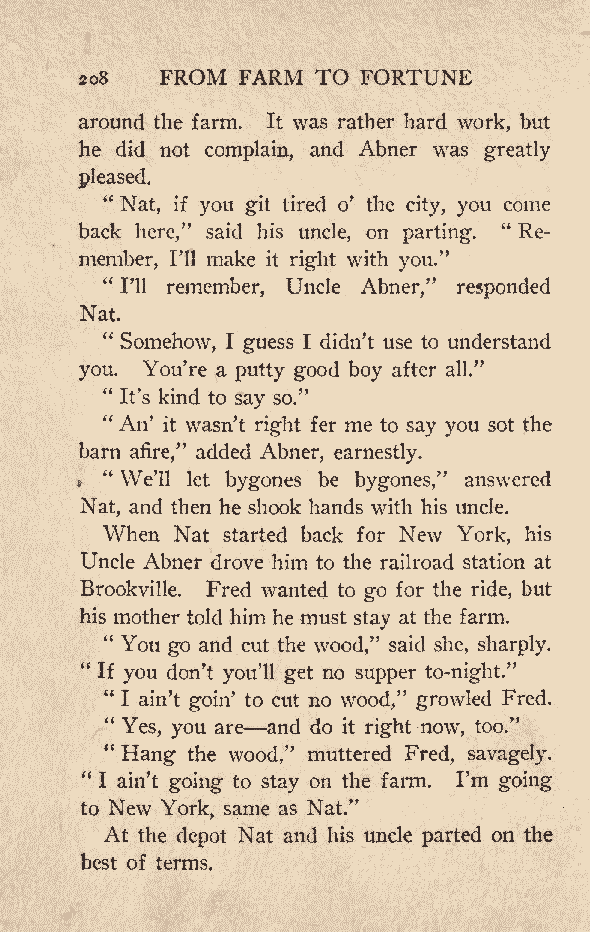 208 FROM FARM TO FORTUNE
around the farm. It was rather hard work, but
he did not complain, and Abner was greatly
pleased.
“Nat, if you git tired o’ the city, you come
back here,” said his uncle, on parting. “Re-
member, I’ll make it right with you.”
“I’ll remember, Uncle Abner,” responded
Nat.
“Somehow, I guess I didn’t use to understand
you. You’re a putty good boy after all.”
“It’s kind to say so.”
“An’ it wasn’t right fer me to say you sot the
barn afire,” added Abner, earnestly.
“We’ll let bygones be bygones,” answered
Nat, and then he shook hands with his uncle.
When Nat started back for New York, his
Uncle Abner drove him to the railroad station at
Brookville. Fred wanted to go for the ride, but
his mother told him he must stay at the farm.
“You go and cut the wood,” said she, sharply.
“If you don’t you’ll get no supper to-night.”
“I ain’t goin’ to cut no wood,” growled Fred.
“Yes, you are—and do it right now, too.”
“Hang the wood,” muttered Fred, savagely.
“I ain’t going to stay on the farm. I’m going
to New York, same as Nat.”
At the depot Nat and his uncle parted on the
best of terms.